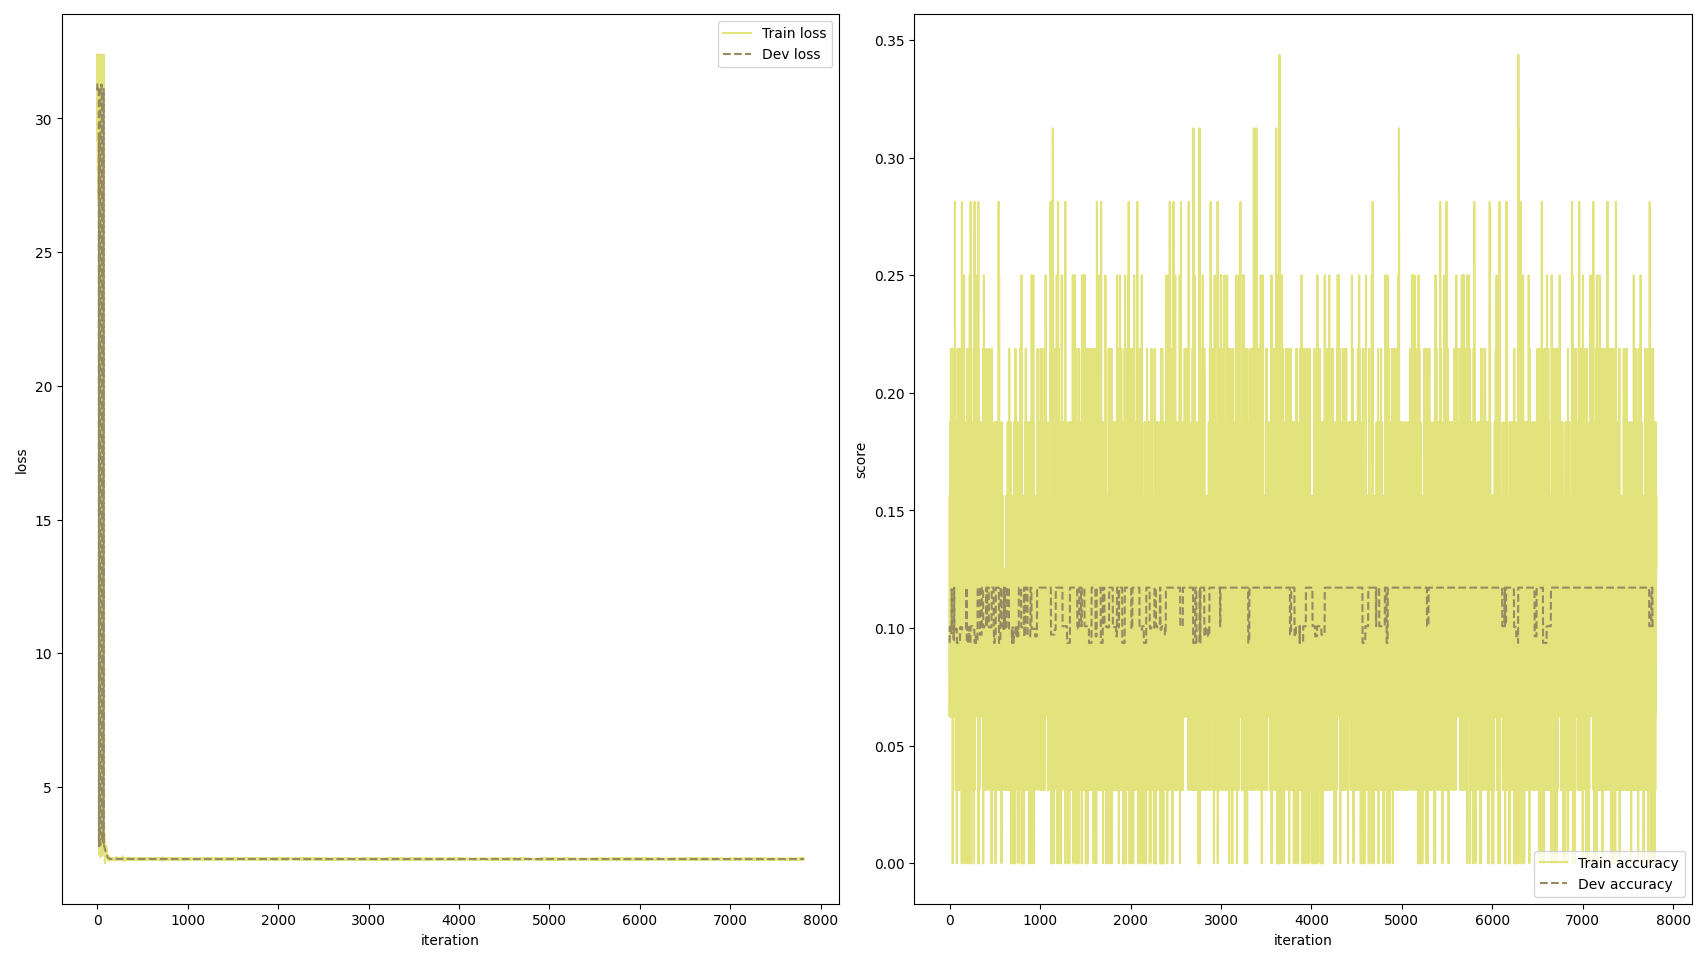 Train loss
Dev loss
30
25
20
15
10
5
loss
0 1000 2000 3000 4000 5000 6000 7000 8000
iteration
0.35
0.30
0.25
0.20
0.15
0.10
0.05
0.00
score
Train accuracy
Dev accuracy
0 1000 2000 3000 4000 5000 6000 7000 8000
iteration